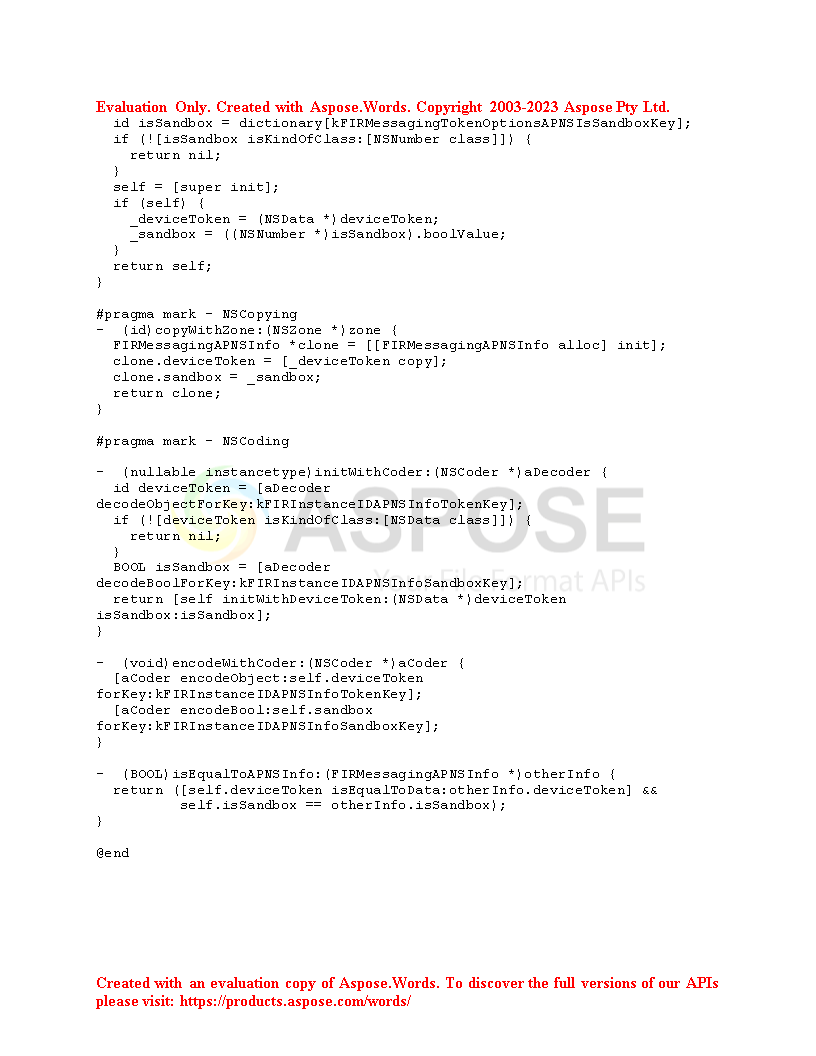 Evaluation Only. Created with Aspose.Words. Copyright 2003-2023 Aspose Pty Ltd.
  id isSandbox = dictionary[kFIRMessagingTokenOptionsAPNSIsSandboxKey];
  if (![isSandbox isKindOfClass:[NSNumber class]]) {
    return nil;
  }
  self = [super init];
  if (self) {
    _deviceToken = (NSData *)deviceToken;
    _sandbox = ((NSNumber *)isSandbox).boolValue;
  }
  return self;
}

#pragma mark - NSCopying
-  (id)copyWithZone:(NSZone *)zone {
  FIRMessagingAPNSInfo *clone = [[FIRMessagingAPNSInfo alloc] init];
  clone.deviceToken = [_deviceToken copy];
  clone.sandbox = _sandbox;
  return clone;
}

#pragma mark - NSCoding

-  (nullable instancetype)initWithCoder:(NSCoder *)aDecoder {
  id deviceToken = [aDecoder
decodeObjectForKey:kFIRInstanceIDAPNSInfoTokenKey];
  if (![deviceToken isKindOfClass:[NSData class]]) {
    return nil;
  }
  BOOL isSandbox = [aDecoder
decodeBoolForKey:kFIRInstanceIDAPNSInfoSandboxKey];
  return [self initWithDeviceToken:(NSData *)deviceToken
isSandbox:isSandbox];
}
ASPOSE
Your File Format APIs

-  (void)encodeWithCoder:(NSCoder *)aCoder {
  [aCoder encodeObject:self.deviceToken
forKey:kFIRInstanceIDAPNSInfoTokenKey];
  [aCoder encodeBool:self.sandbox
forKey:kFIRInstanceIDAPNSInfoSandboxKey];
}

-  (BOOL)isEqualToAPNSInfo:(FIRMessagingAPNSInfo *)otherInfo {
  return ([self.deviceToken isEqualToData:otherInfo.deviceToken] &&
          self.isSandbox == otherInfo.isSandbox);
}

@end

Created with an evaluation copy of Aspose.Words. To discover the full versions of our APIs
please visit: https://products.aspose.com/words/